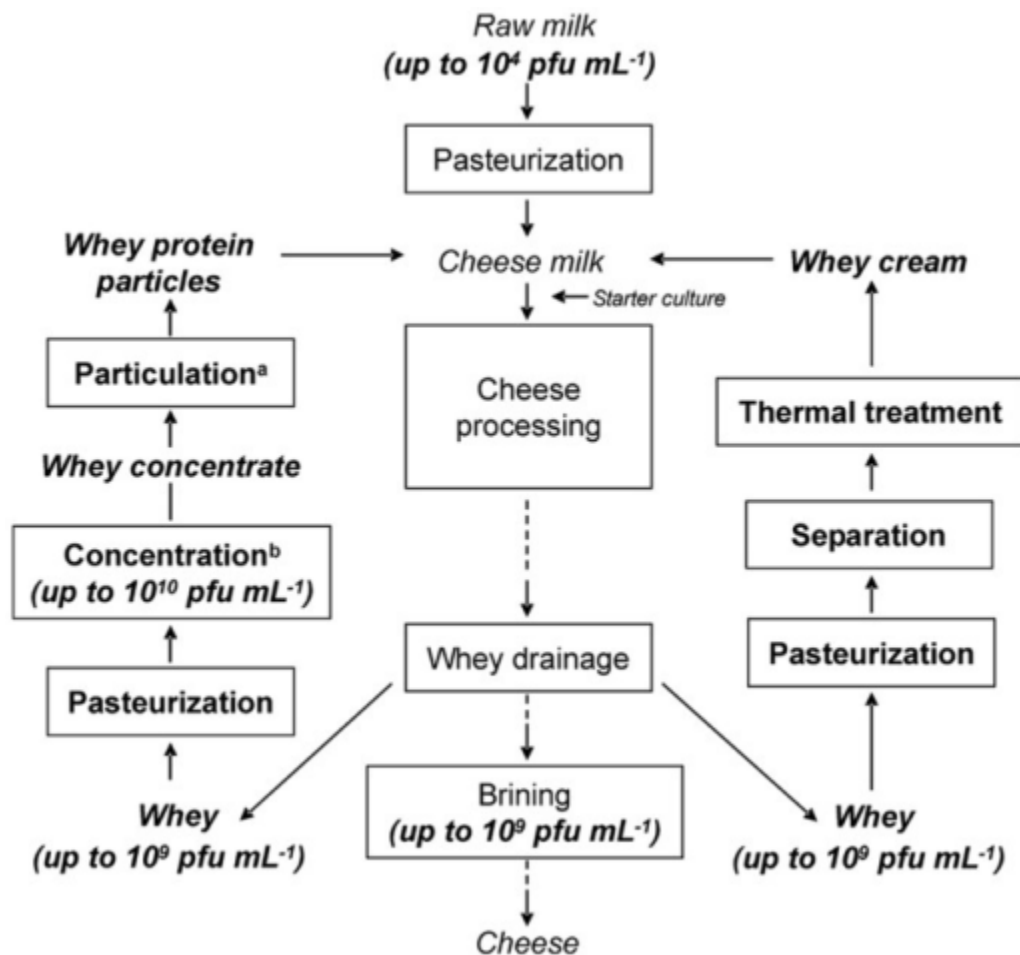 Raw milk
(up to 10⁴ pfu mL⁻¹)
Pasteurization
Whey protein
particles
Cheese milk
Whey cream
Starter culture
Particulationᵃ
Cheese
processing
Thermal treatment
Whey concentrate
Separation
Concentrationᵇ
(up to 10¹⁰ pfu mL⁻¹)
Whey drainage
Pasteurization
Pasteurization
Brining
(up to 10⁹ pfu mL⁻¹)
Whey
(up to 10⁹ pfu mL⁻¹)
Whey
(up to 10⁹ pfu mL⁻¹)
Cheese